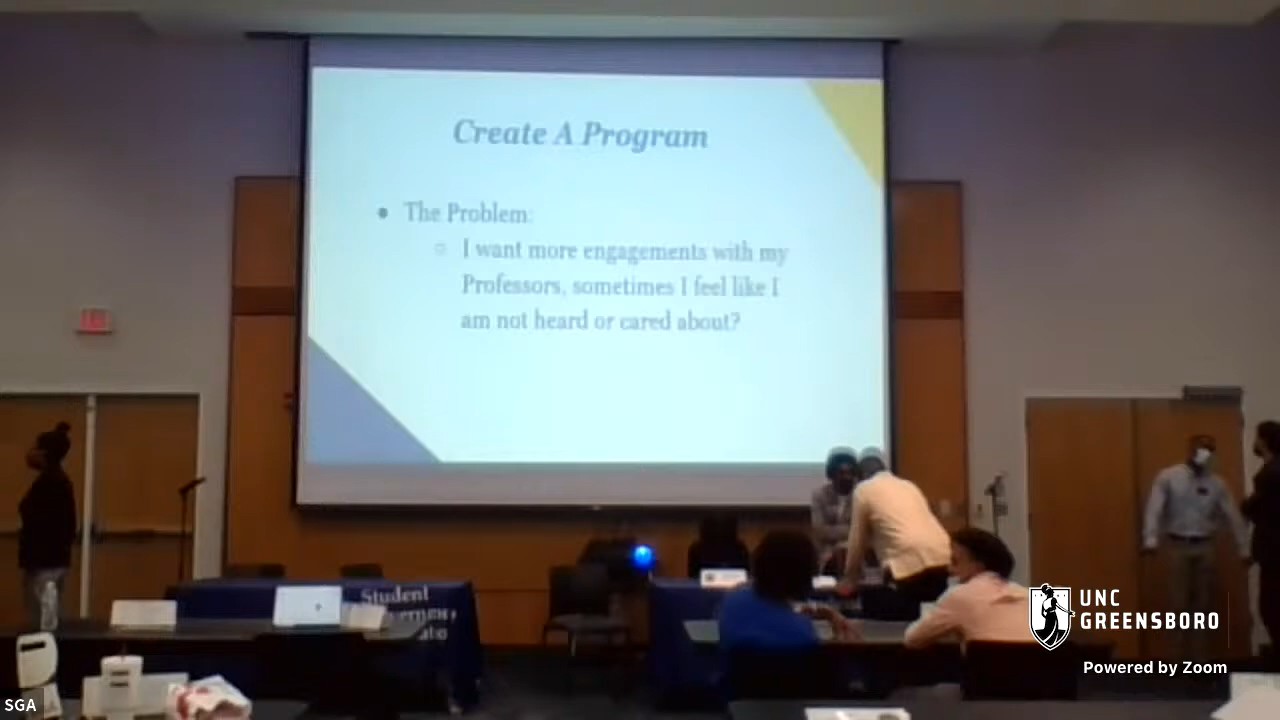 Create A Program
● The Problem:
○ I want more engagements with my
Professors, sometimes I feel like I
am not heard or cared about?
Student
UNC
GREENSBORO
Powered by Zoom
SGA